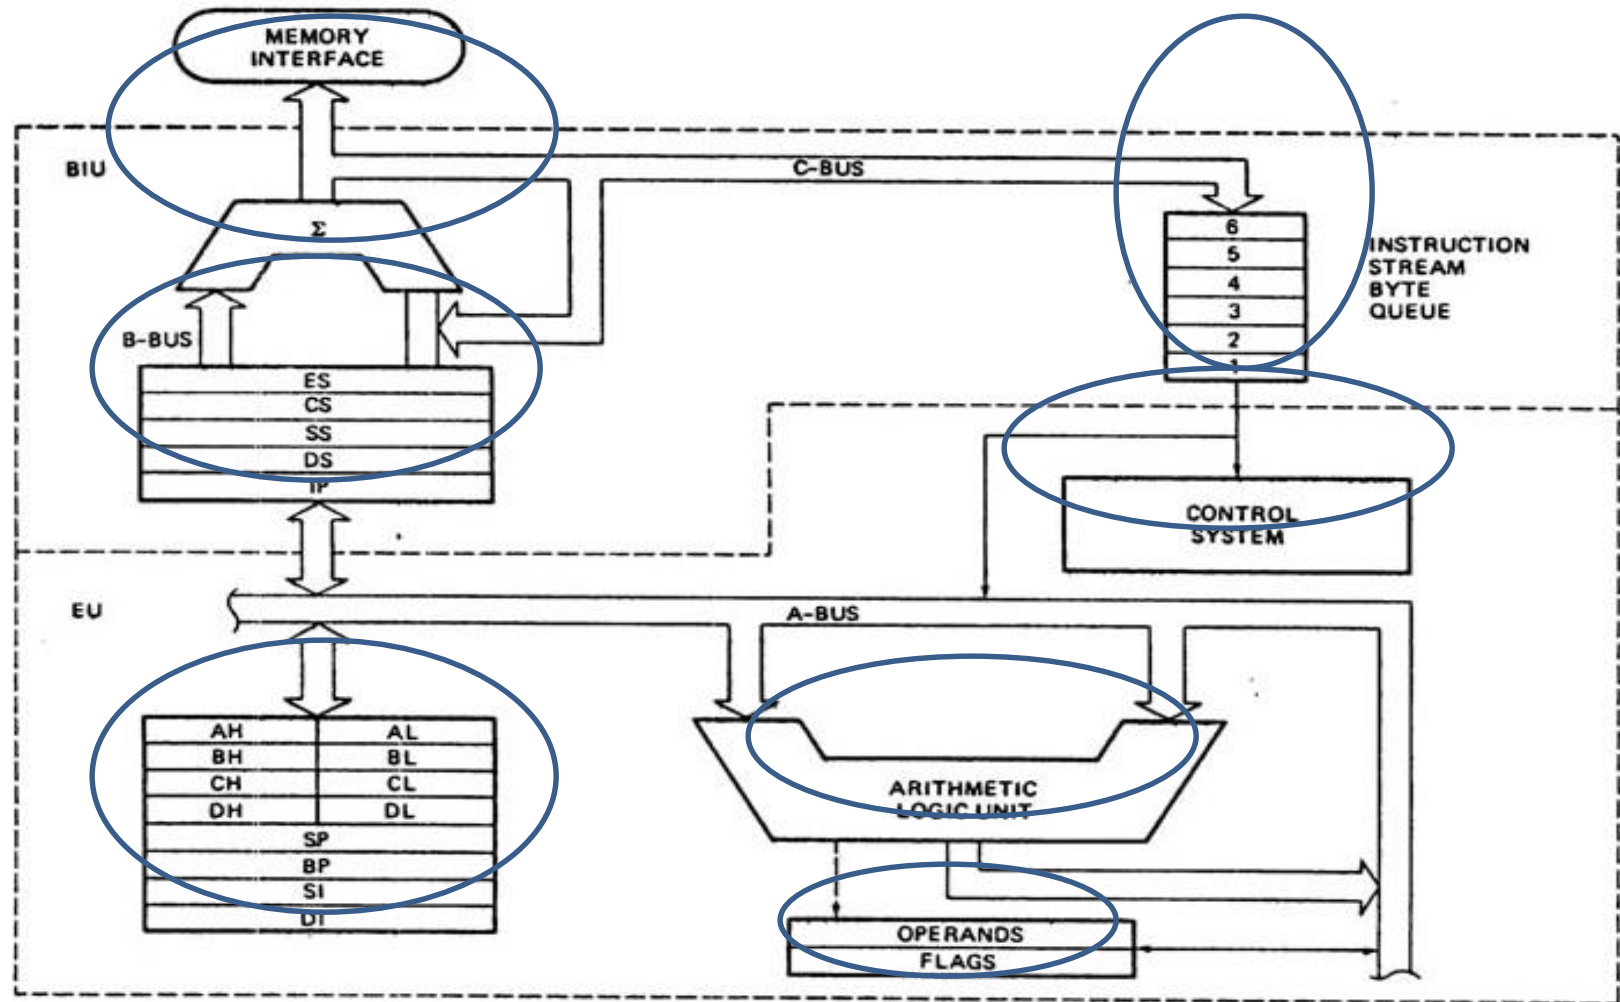 MEMORY
INTERFACE
BIU
C-BUS
Σ
6
5
4
3
2
1
INSTRUCTION
STREAM
BYTE
QUEUE
B-BUS
ES
CS
SS
DS
IP
CONTROL
SYSTEM
EU
A-BUS
AH AL
BH BL
CH CL
DH DL
SP
BP
SI
DI
ARITHMETIC
LOGIC UNIT
OPERANDS
FLAGS